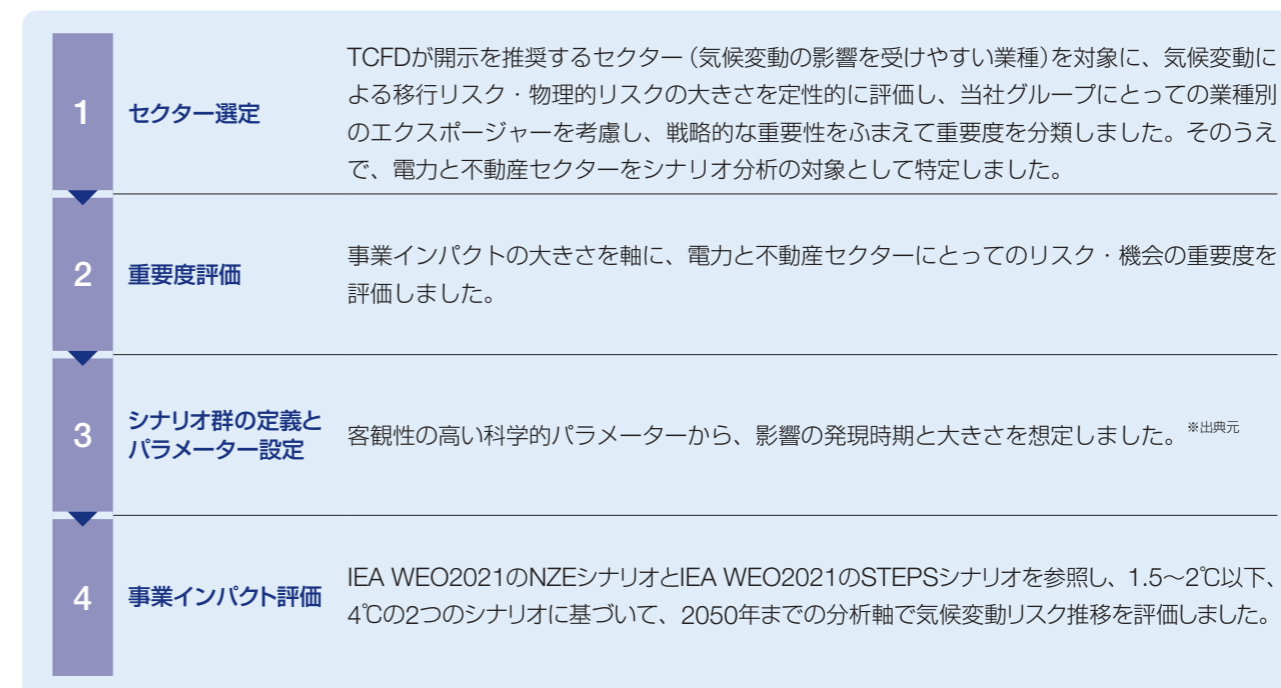 1
セクター選定
TCFDが開示を推奨するセクター（気候変動の影響を受けやすい業種）を対象に、気候変動に
よる移行リスク・物理的リスクの大きさを定性的に評価し、当社グループにとっての業種別
のエクスポージャーを考慮し、戦略的な重要性をふまえて重要度を分類しました。そのうえ
で、電力と不動産セクターをシナリオ分析の対象として特定しました。
2
重要度評価
事業インパクトの大きさを軸に、電力と不動産セクターにとってのリスク・機会の重要度を
評価しました。
3
シナリオ群の定義と
パラメーター設定
客観性の高い科学的パラメーターから、影響の発現時期と大きさを想定しました。※出典元
4
事業インパクト評価
IEA WEO2021のNZEシナリオとIEA WEO2021のSTEPSシナリオを参照し、1.5～2℃以下、
4℃の2つのシナリオに基づいて、2050年までの分析軸で気候変動リスク推移を評価しました。